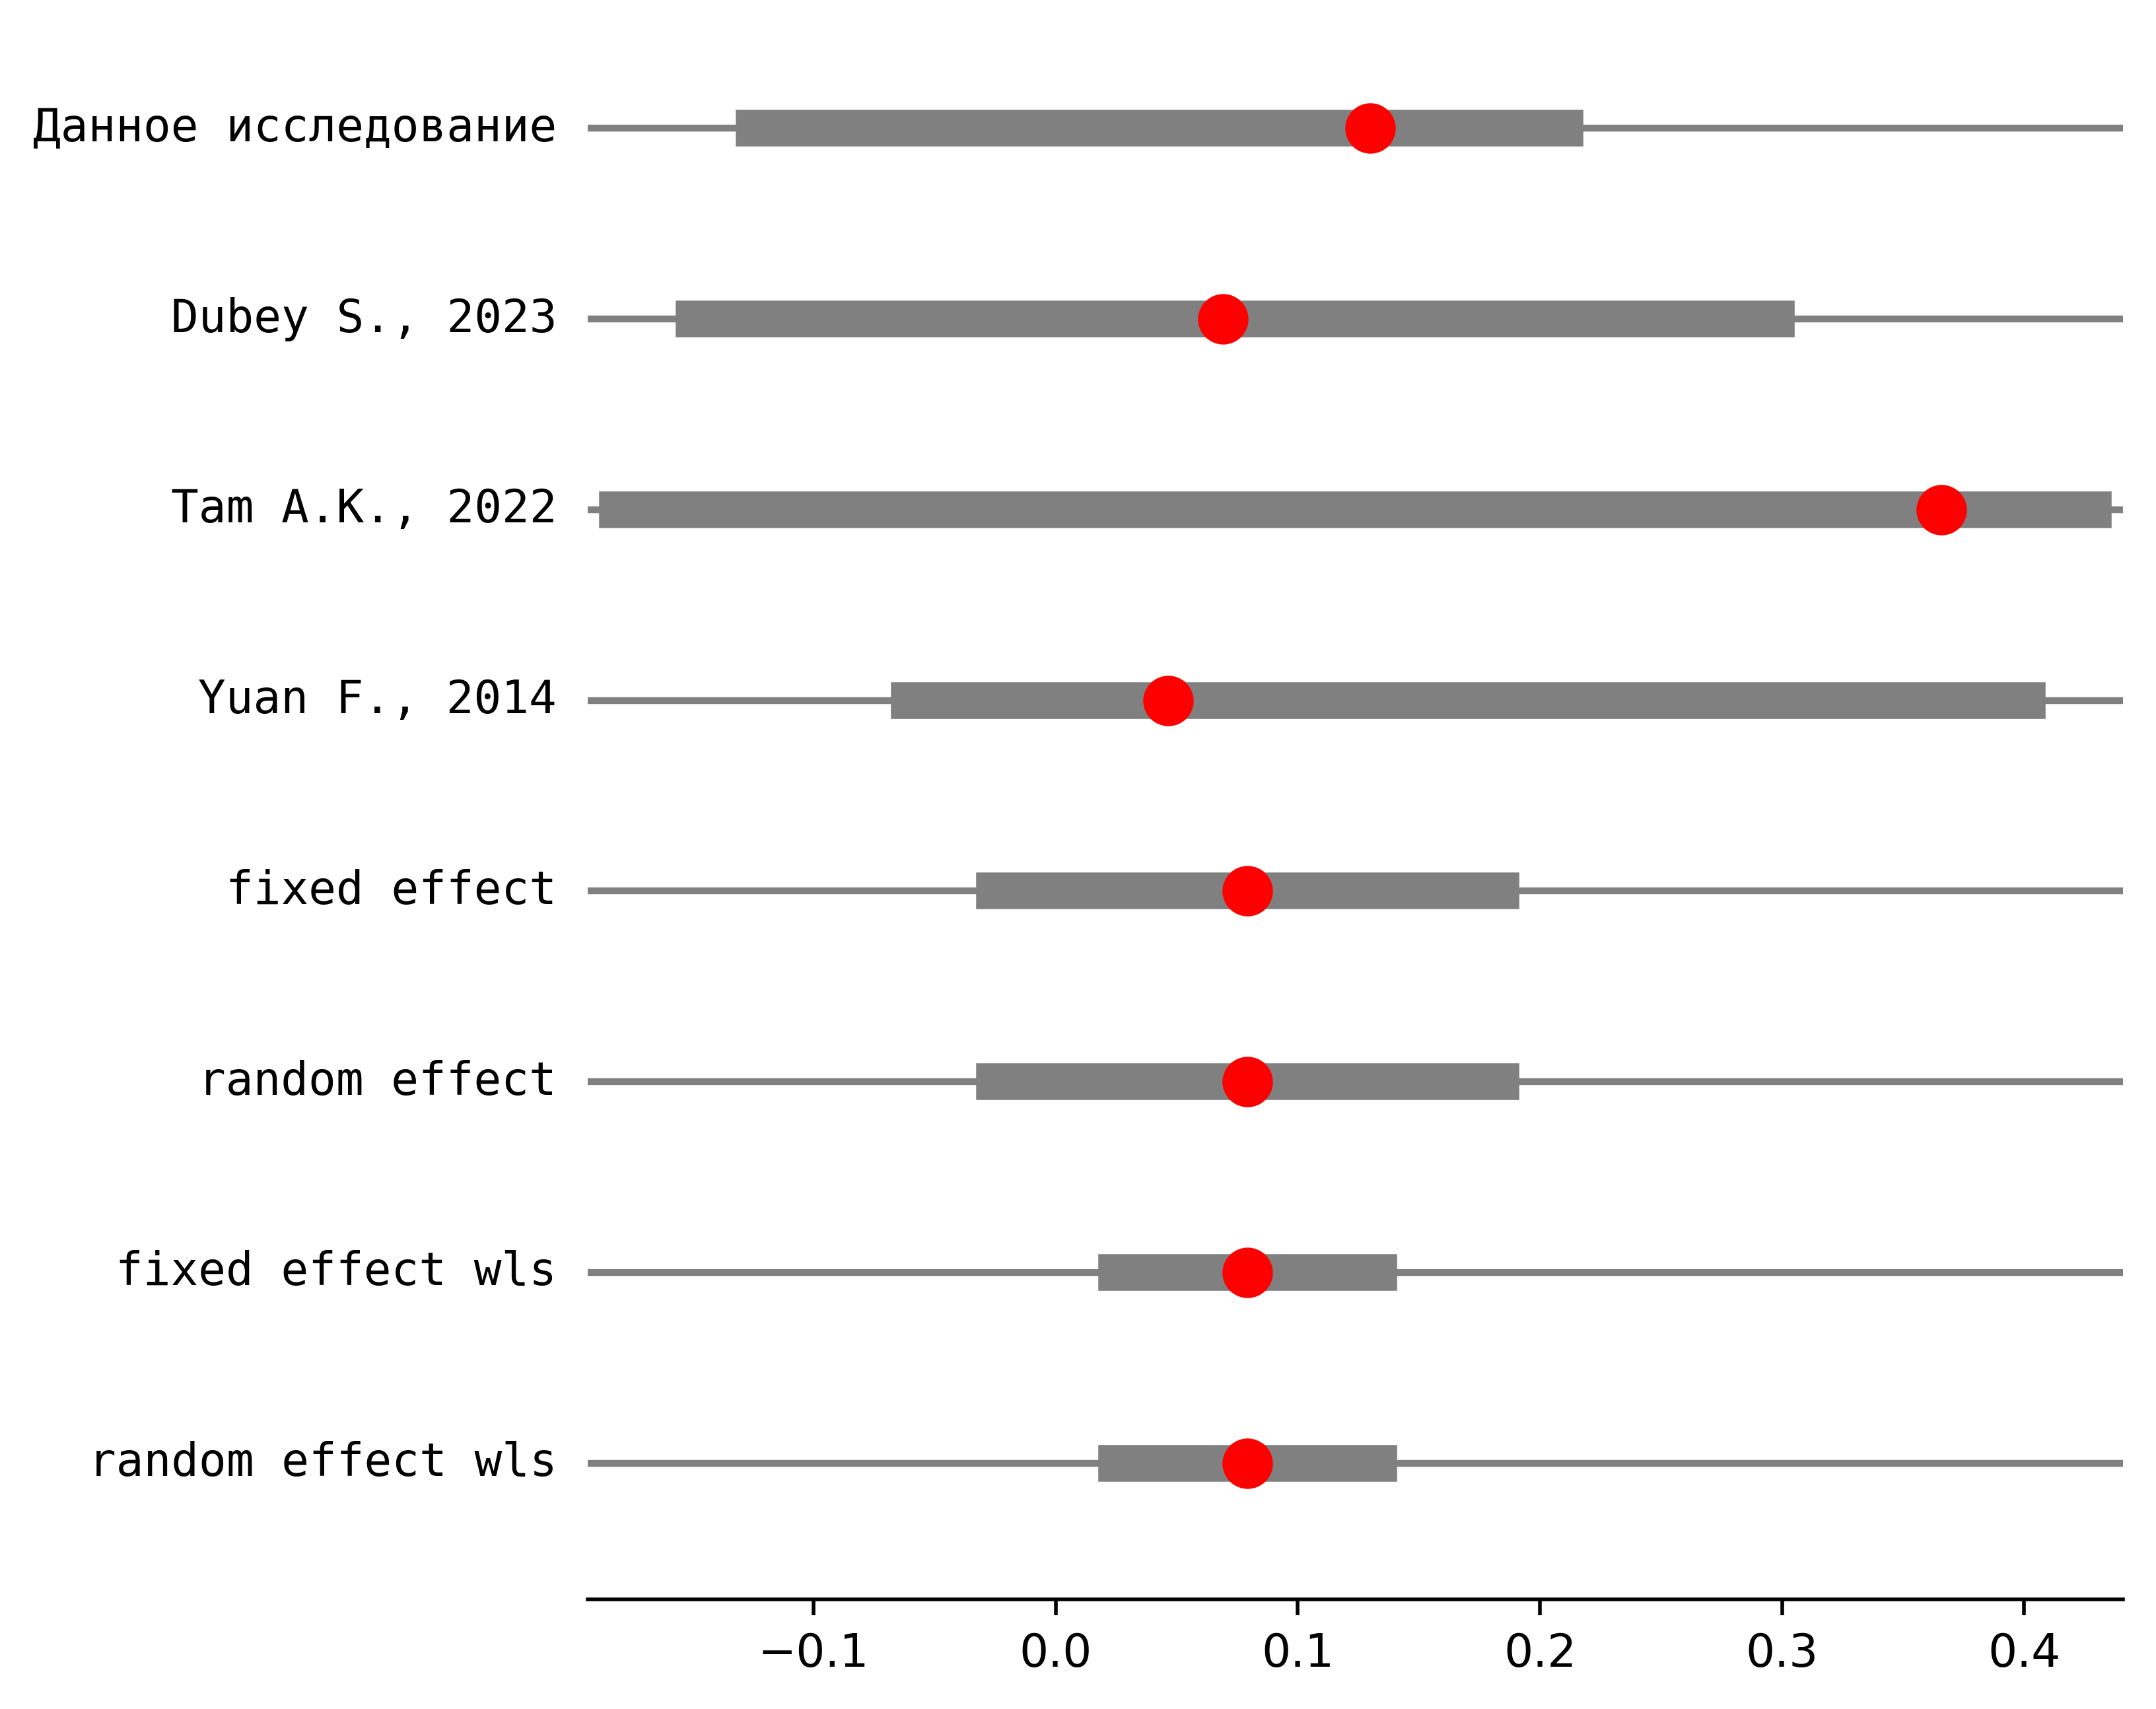 Данное исследование
Dubey S., 2023
Tam A.K., 2022
Yuan F., 2014
fixed effect
random effect
fixed effect wls
random effect wls
−0.1 0.0 0.1 0.2 0.3 0.4